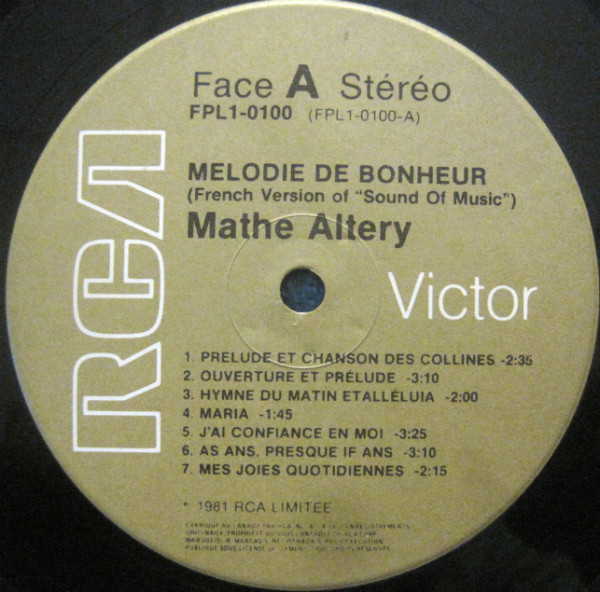 Face A Stéréo
FPL1-0100 (FPL1-0100-A)
MELODIE DE BONHEUR
(French Version of "Sound Of Music")
Mathe Altery
RCA
Victor
1. PRELUDE ET CHANSON DES COLLINES -2:35
2. OUVERTURE ET PRÉLUDE -3:10
3. HYMNE DU MATIN ETALLÉLUIA -2:00
4. MARIA -1:45
5. J'AI CONFIANCE EN MOI -3:25
6. AS ANS, PRESQUE IF ANS -3:10
7. MES JOIES QUOTIDIENNES -2:15
* 1981 RCA LIMITEE